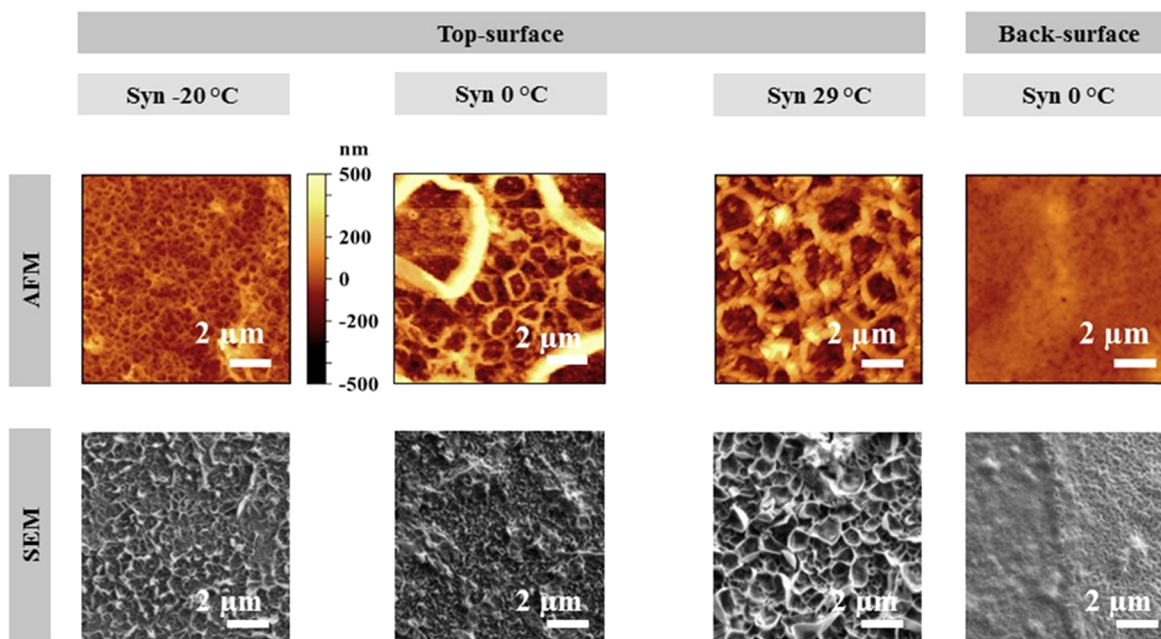 Top-surface
Back-surface
Syn -20 °C
Syn 0 °C
Syn 29 °C
Syn 0 °C
AFM
nm
500
200
0
-200
-500
2 µm
2 µm
2 µm
2 µm
SEM
2 µm
2 µm
2 µm
2 µm